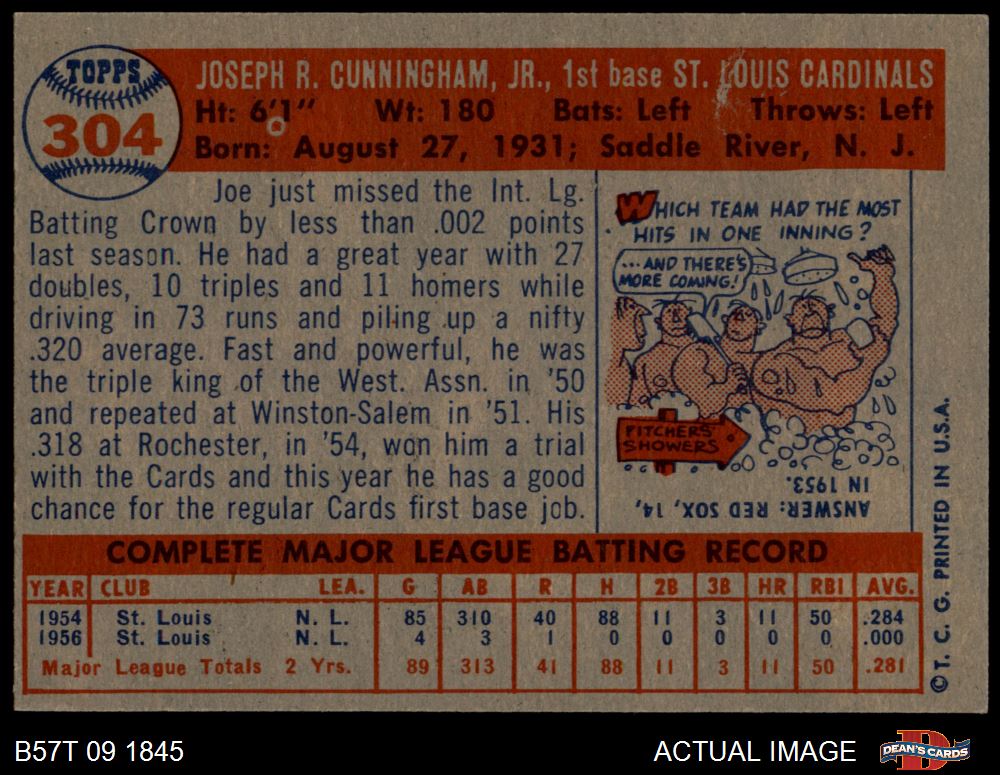 TOPPS
304
JOSEPH R. CUNNINGHAM, JR., 1st base ST. LOUIS CARDINALS
Ht: 6'1" Wt: 180 Bats: Left Throws: Left
Born: August 27, 1931; Saddle River, N. J.
Joe just missed the Int. Lg.
Batting Crown by less than .002 points
last season. He had a great year with 27
doubles, 10 triples and 11 homers while
driving in 73 runs and piling up a nifty
.320 average. Fast and powerful, he was
the triple king of the West. Assn. in '50
and repeated at Winston-Salem in '51. His
.318 at Rochester, in '54, won him a trial
with the Cards and this year he has a good
chance for the regular Cards first base job.
WHICH TEAM HAD THE MOST
HITS IN ONE INNING?
...AND THERE'S
MORE COMING!
PITCHERS'
SHOWERS
ANSWER: RED SOX, 14,
IN 1953.
COMPLETE MAJOR LEAGUE BATTING RECORD
YEAR CLUB LEA. G AB R H 2B 3B HR RBI AVG.
1954 St. Louis N. L. 85 310 40 88 11 3 11 50 .284
1956 St. Louis N. L. 4 3 1 0 0 0 0 0 .000
Major League Totals 2 Yrs. 89 313 41 88 11 3 11 50 .281
© T. C. G. PRINTED IN U.S.A.
B57T 09 1845
ACTUAL IMAGE
D
DEAN'S CARDS